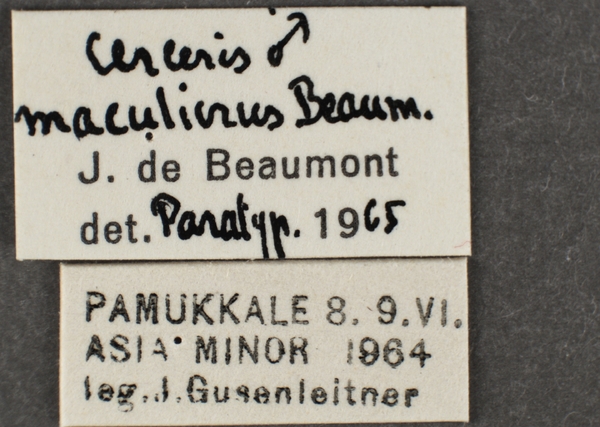 Cerceris ♂
maculicrus Beaum.
J. de Beaumont
det. Paratyp. 1965
PAMUKKALE 8. 9.VI.
ASIA MINOR 1964
leg. J. Gusenleitner